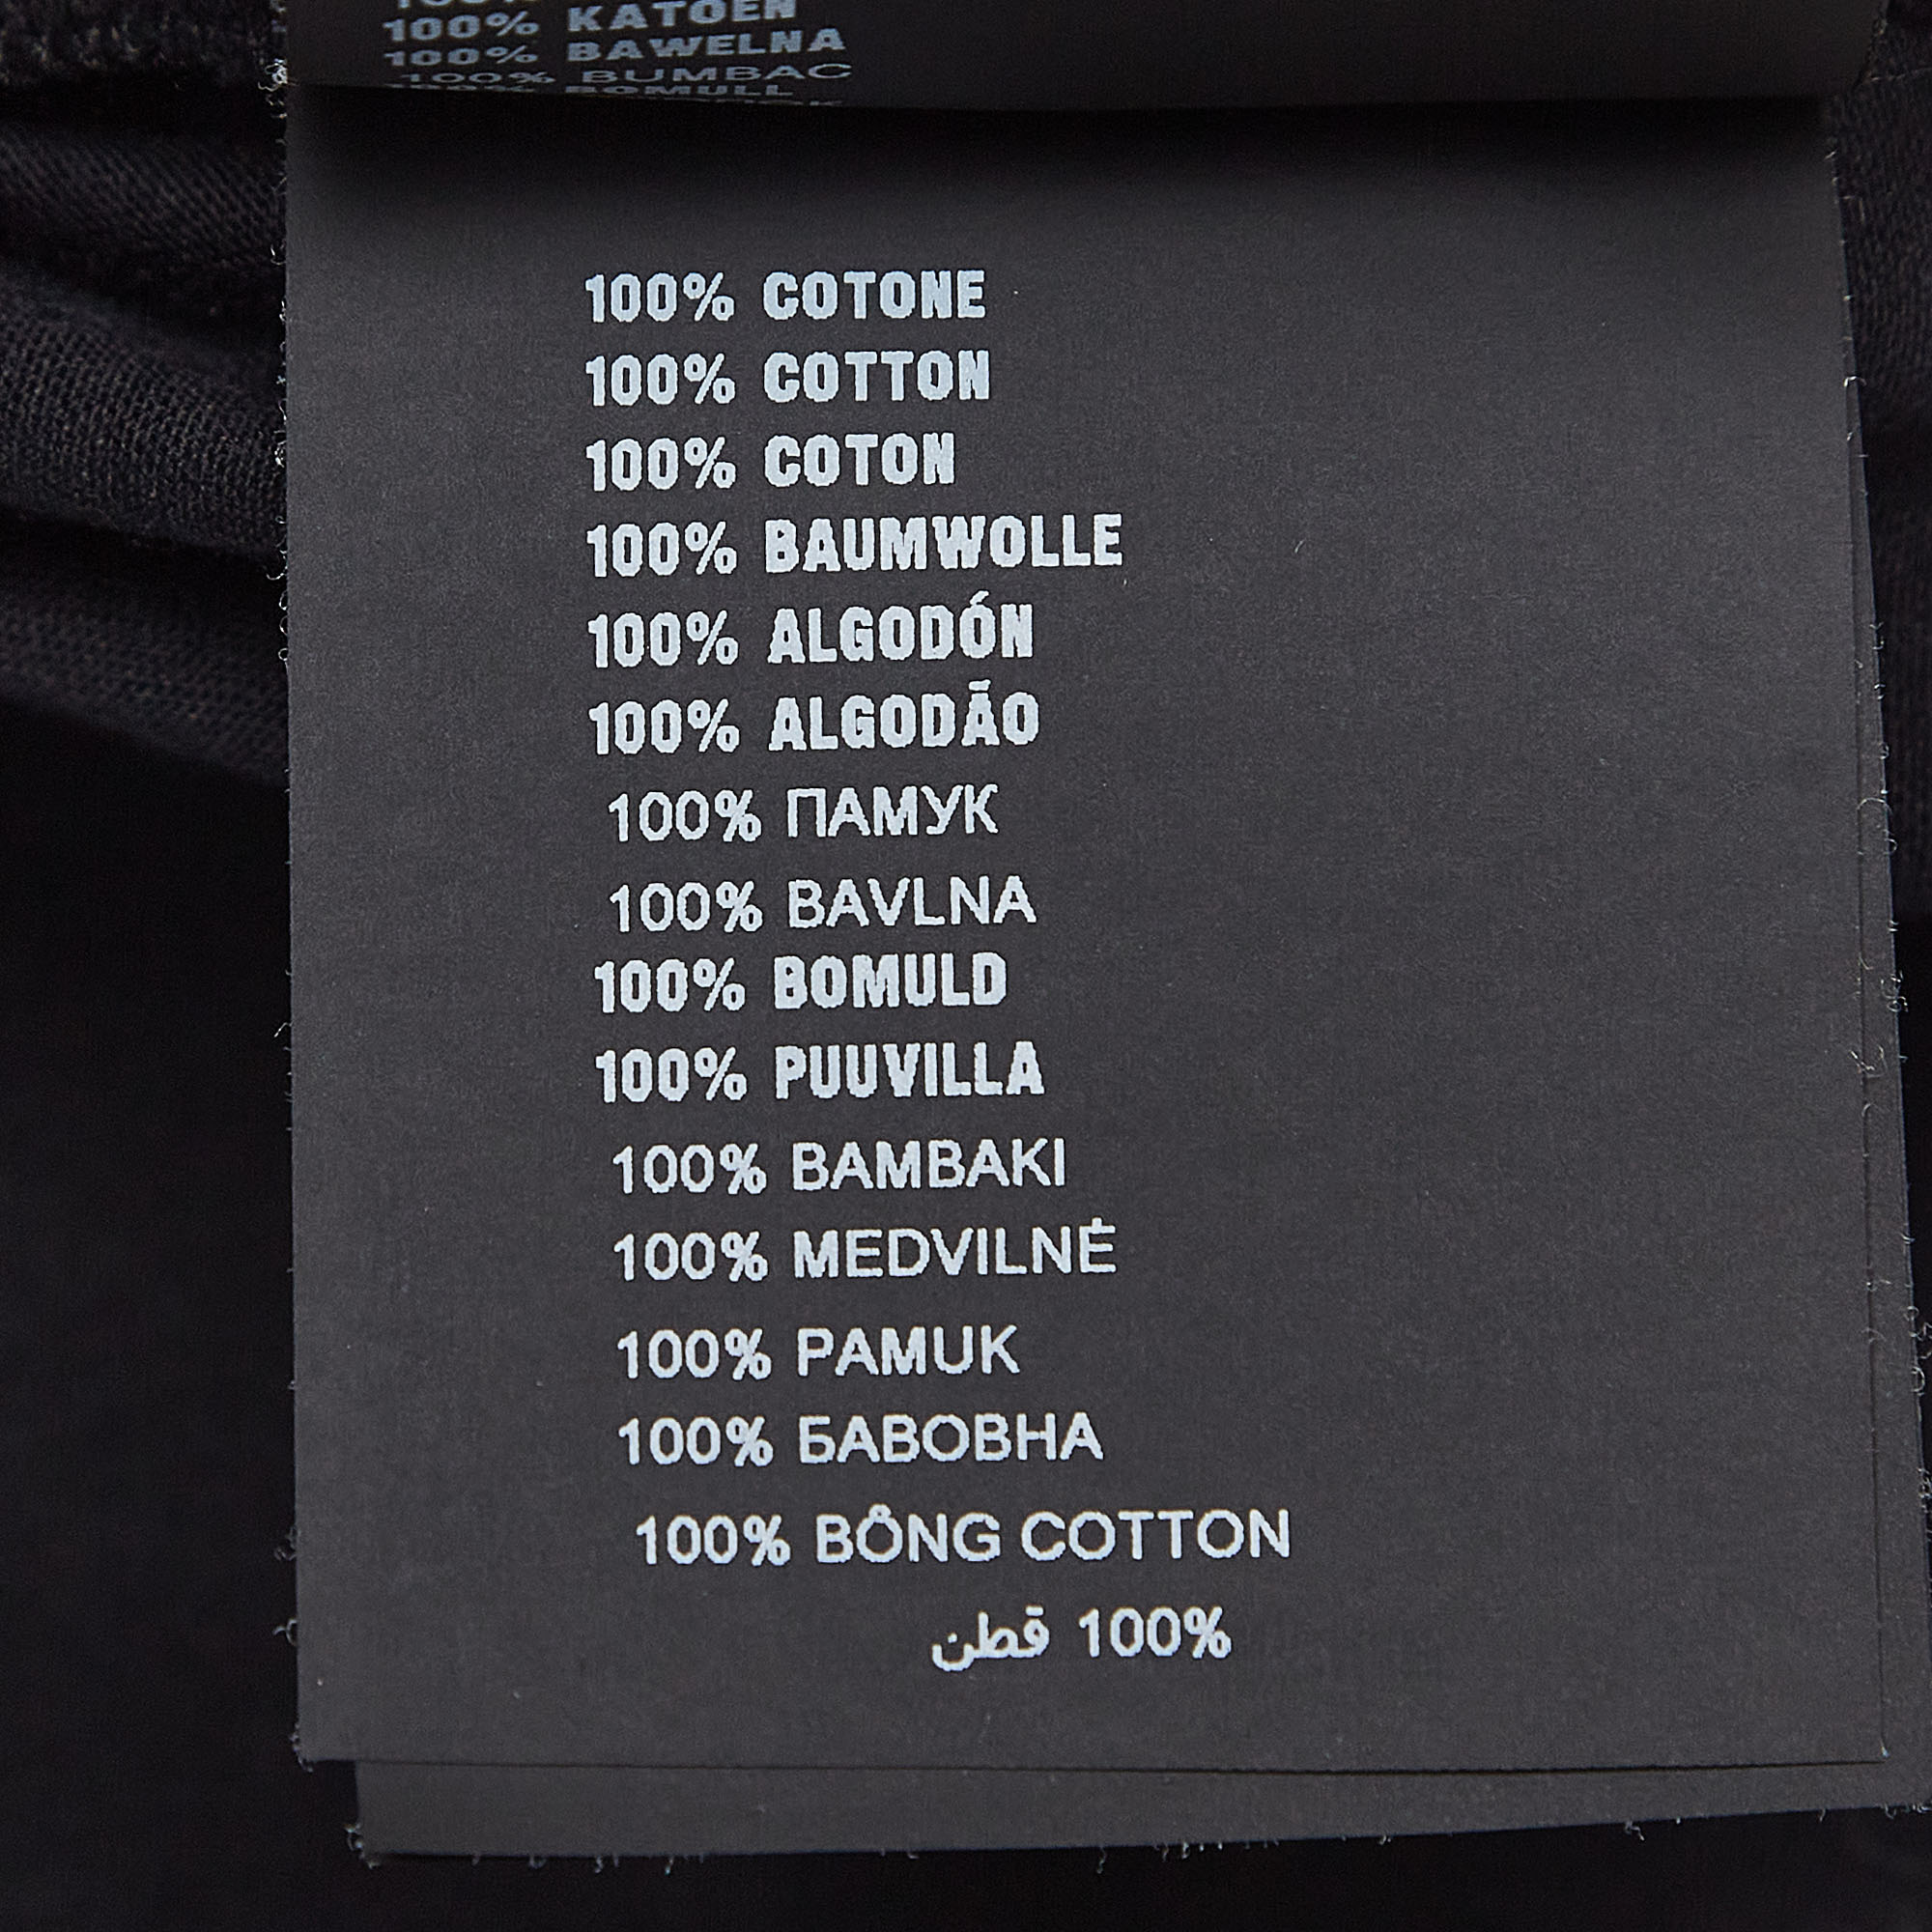 100% KATOEN
100% BAWELNA
100% BUMBAC
100% BOMULL
100% COTONE
100% COTTON
100% COTON
100% BAUMWOLLE
100% ALGODÓN
100% ALGODÃO
100% ПАМУК
100% BAVLNA
100% BOMULD
100% PUUVILLA
100% BAMBAKI
100% MEDVILNĖ
100% PAMUK
100% БАВОВНА
100% BÔNG COTTON
100% قطن